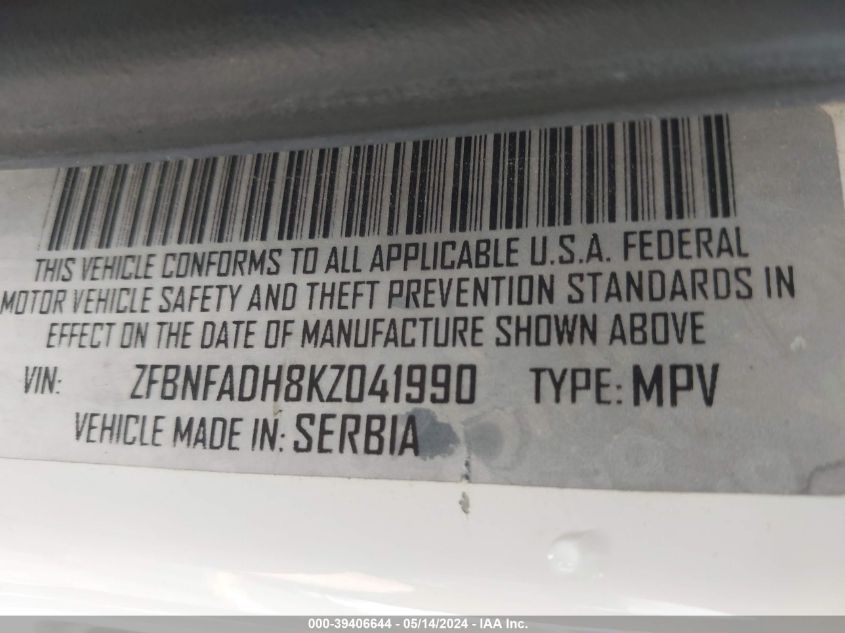 THIS VEHICLE CONFORMS TO ALL APPLICABLE U.S.A. FEDERAL
MOTOR VEHICLE SAFETY AND THEFT PREVENTION STANDARDS IN
EFFECT ON THE DATE OF MANUFACTURE SHOWN ABOVE
VIN: ZFBNFADH8KZ041990 TYPE: MPV
VEHICLE MADE IN: SERBIA
000-39406644 / 05/14/2024 - IAA Inc.